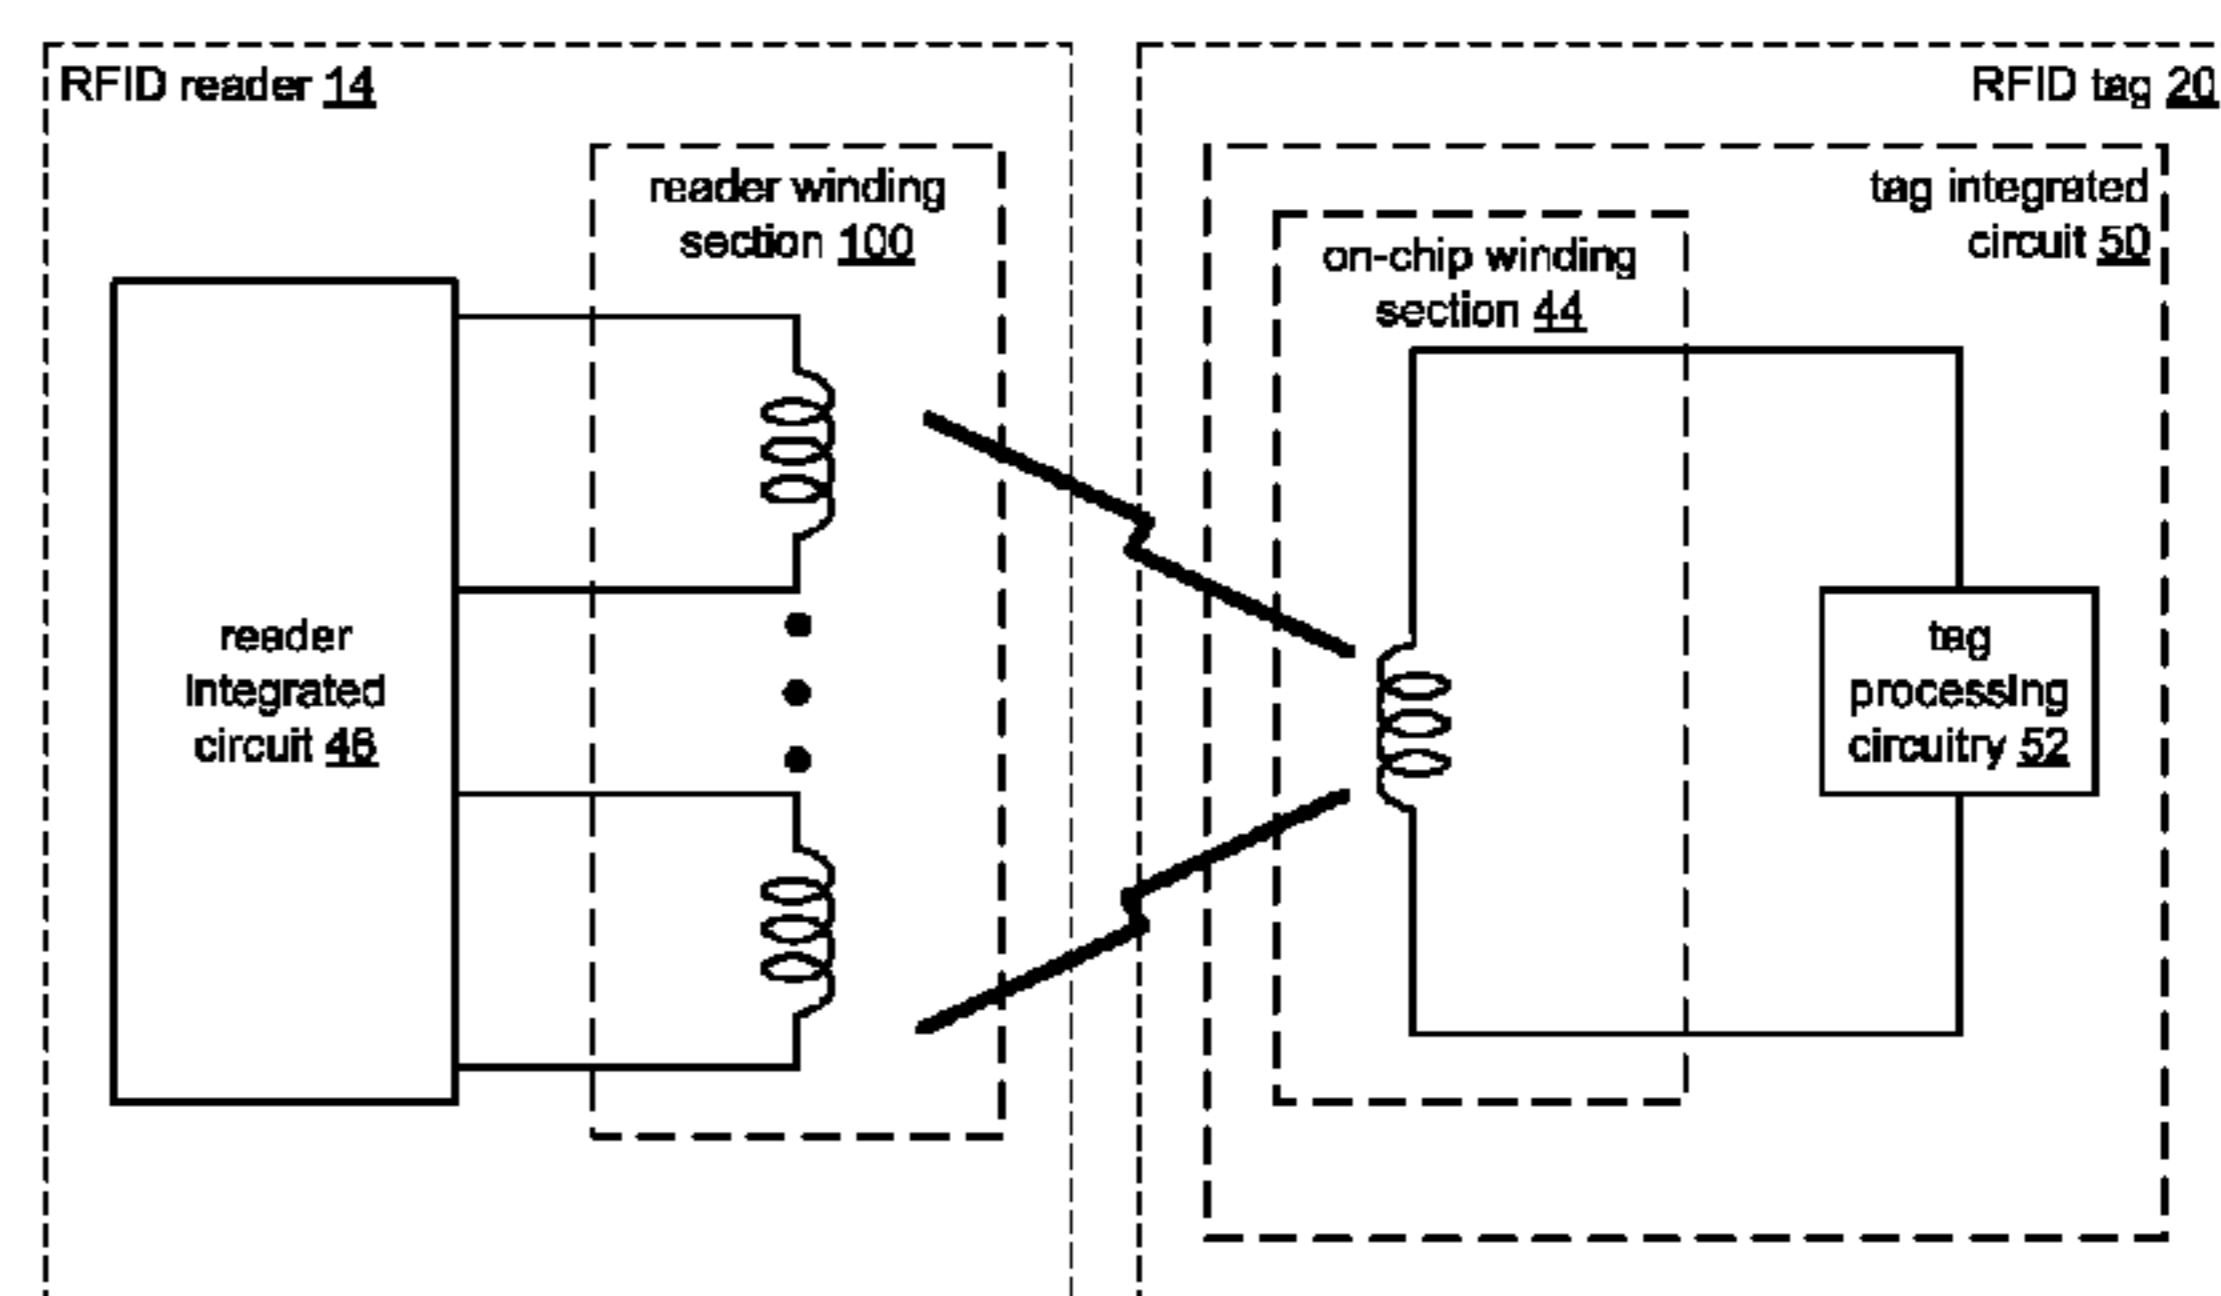 RFID reader 14
RFID tag 20
reader winding
section 100
tag integrated
circuit 50
on-chip winding
section 44
reader
integrated
circuit 46
tag
processing
circuitry 52